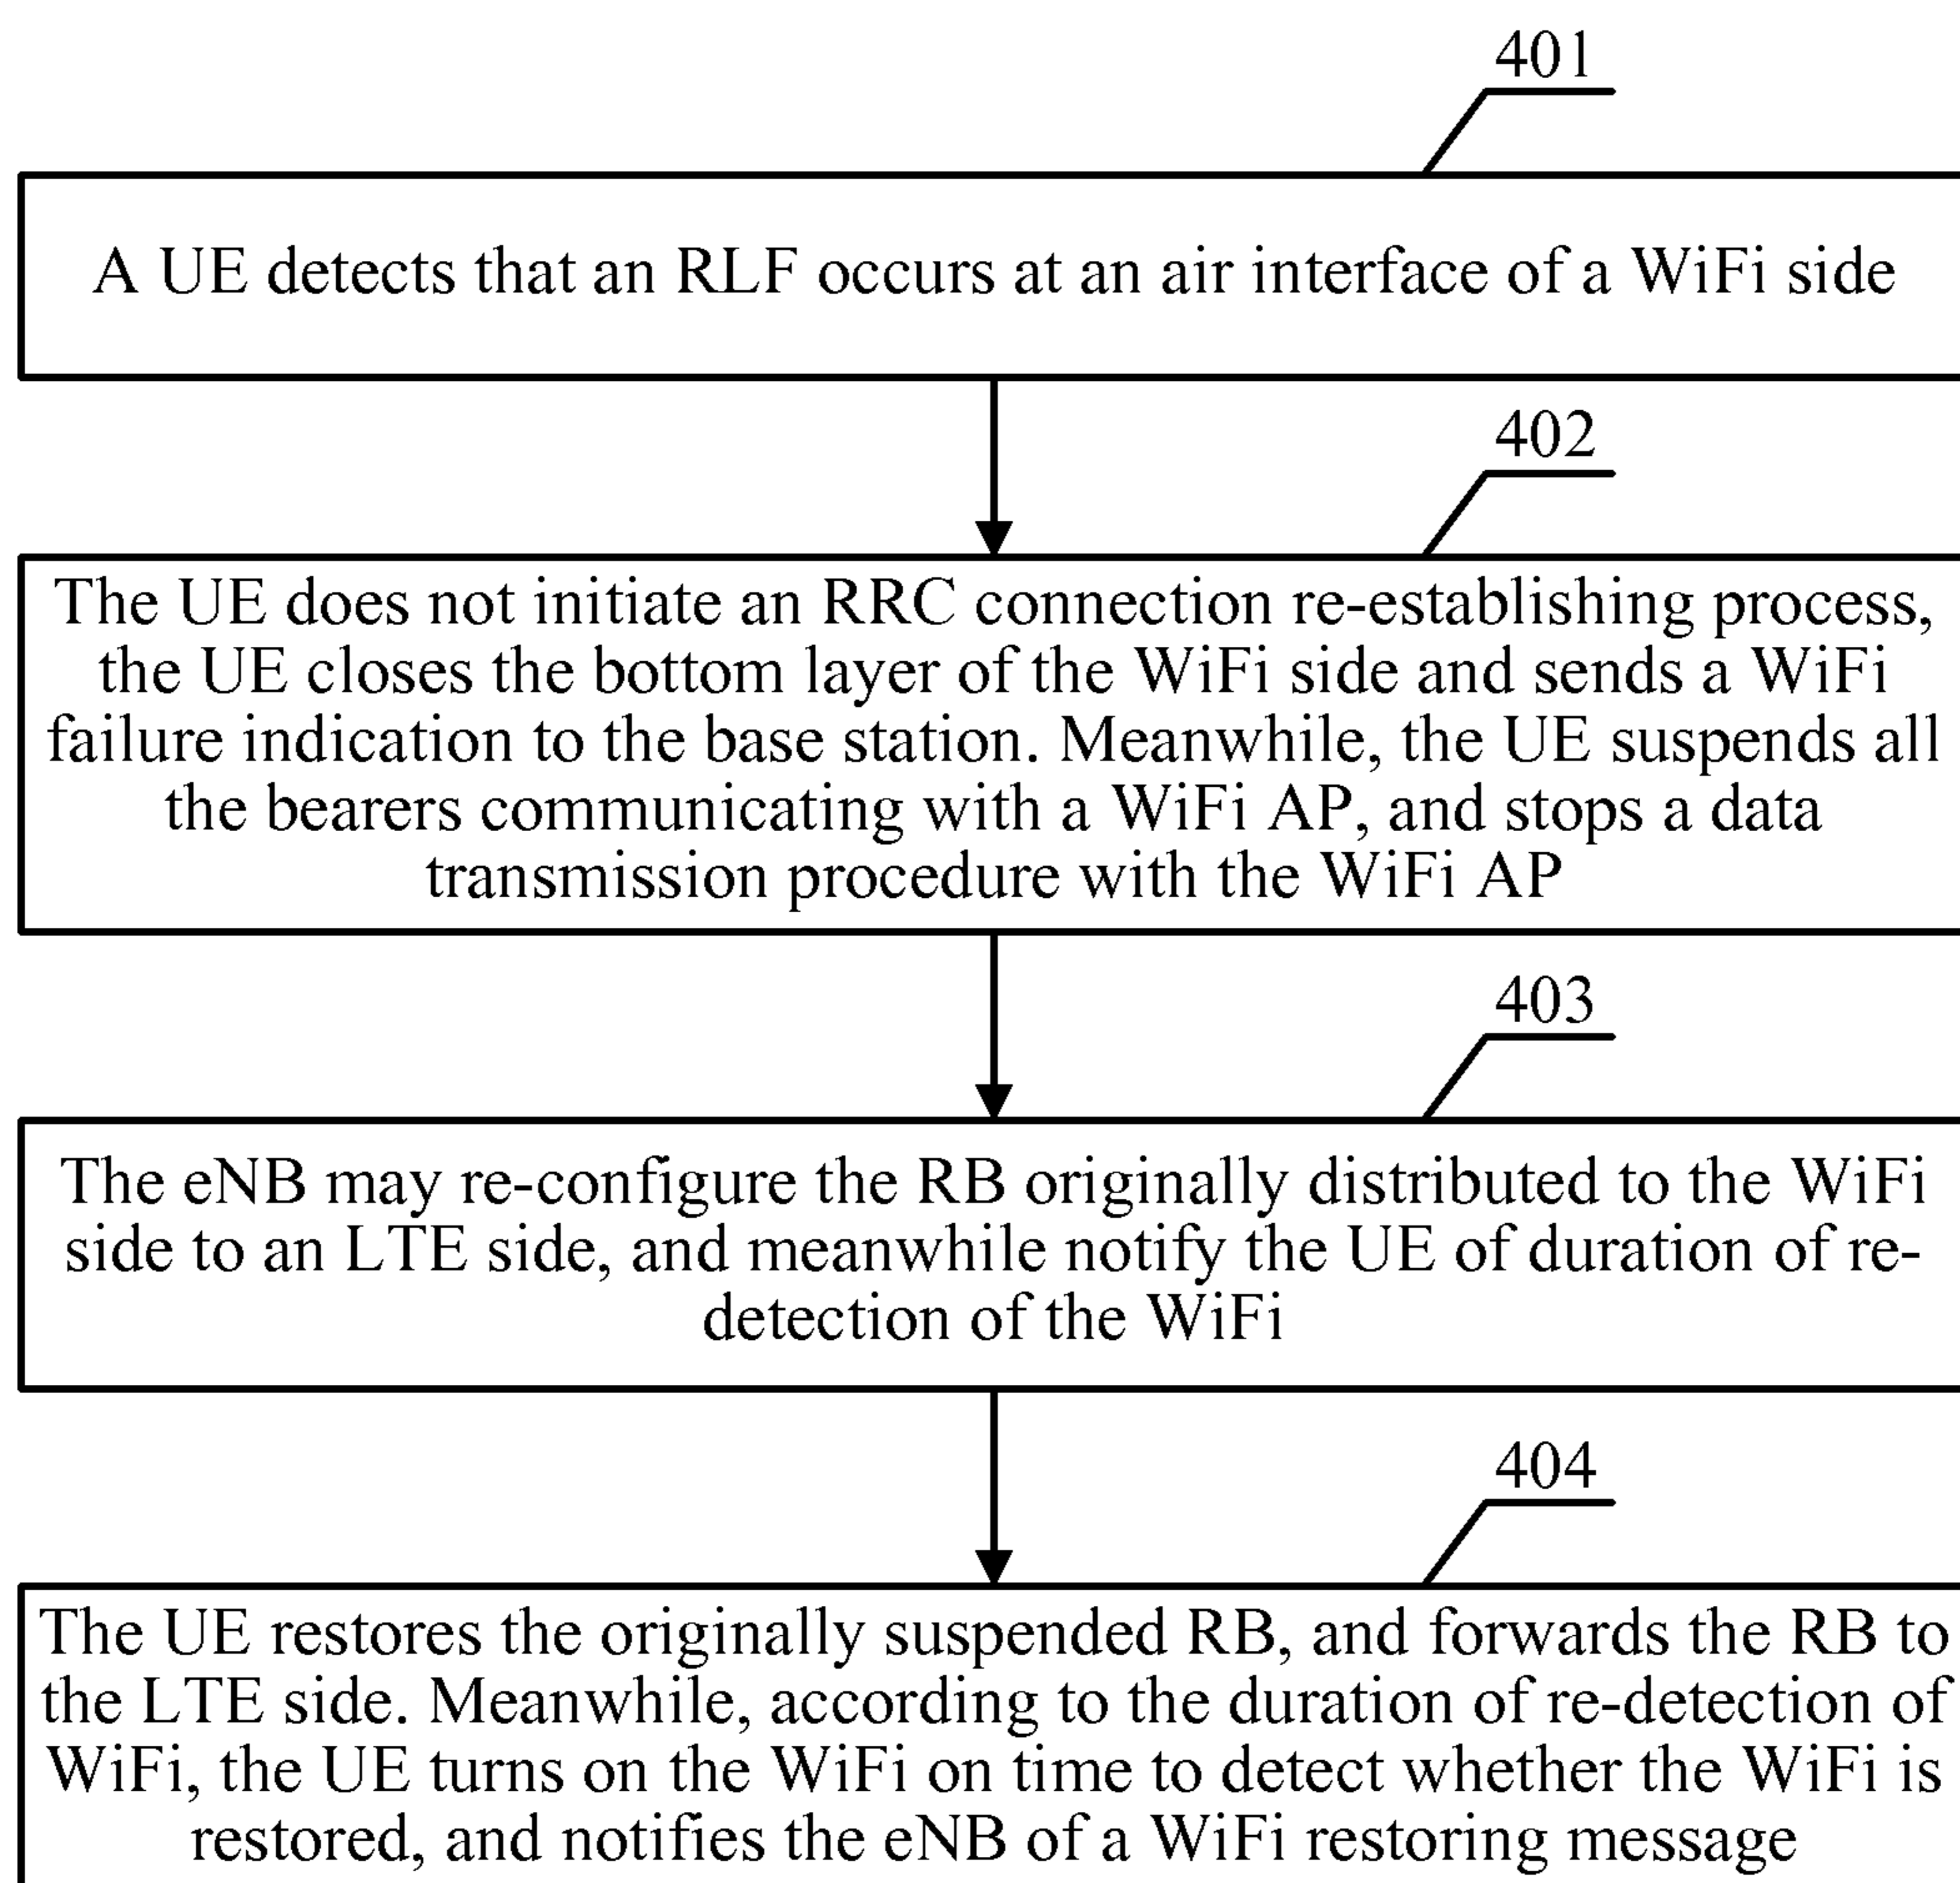 401
A UE detects that an RLF occurs at an air interface of a WiFi side
402
The UE does not initiate an RRC connection re-establishing process,
the UE closes the bottom layer of the WiFi side and sends a WiFi
failure indication to the base station. Meanwhile, the UE suspends all
the bearers communicating with a WiFi AP, and stops a data
transmission procedure with the WiFi AP
403
The eNB may re-configure the RB originally distributed to the WiFi
side to an LTE side, and meanwhile notify the UE of duration of re-
detection of the WiFi
404
The UE restores the originally suspended RB, and forwards the RB to
the LTE side. Meanwhile, according to the duration of re-detection of
WiFi, the UE turns on the WiFi on time to detect whether the WiFi is
restored, and notifies the eNB of a WiFi restoring message